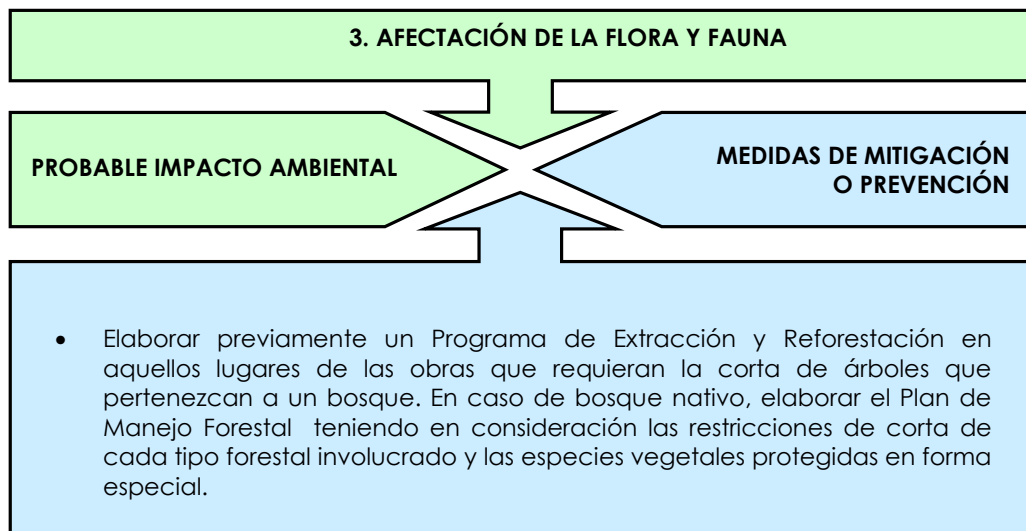 3. AFECTACIÓN DE LA FLORA Y FAUNA
PROBABLE IMPACTO AMBIENTAL
MEDIDAS DE MITIGACIÓN
O PREVENCIÓN
• Elaborar previamente un Programa de Extracción y Reforestación en
aquellos lugares de las obras que requieran la corta de árboles que
pertenezcan a un bosque. En caso de bosque nativo, elaborar el Plan de
Manejo Forestal teniendo en consideración las restricciones de corta de
cada tipo forestal involucrado y las especies vegetales protegidas en forma
especial.